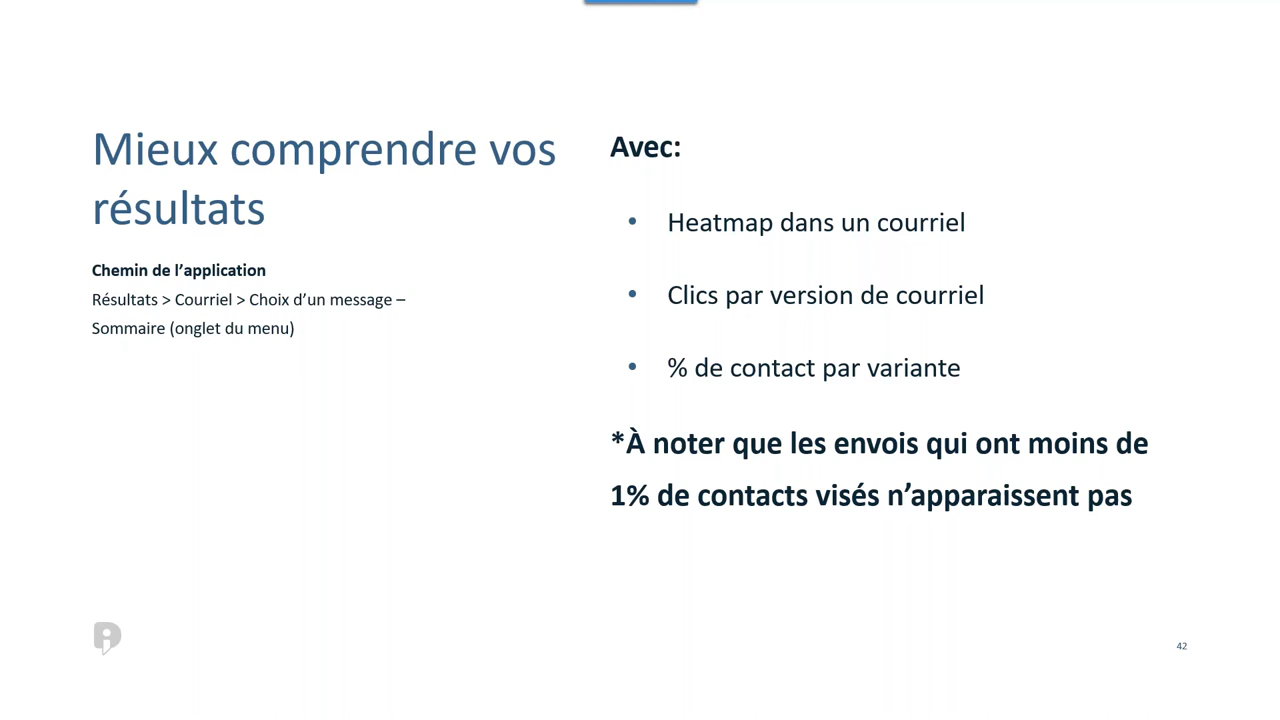 Mieux comprendre vos
résultats
Chemin de l’application
Résultats > Courriel > Choix d’un message –
Sommaire (onglet du menu)
Avec:
• Heatmap dans un courriel
• Clics par version de courriel
• % de contact par variante
*À noter que les envois qui ont moins de
1% de contacts visés n’apparaissent pas
42